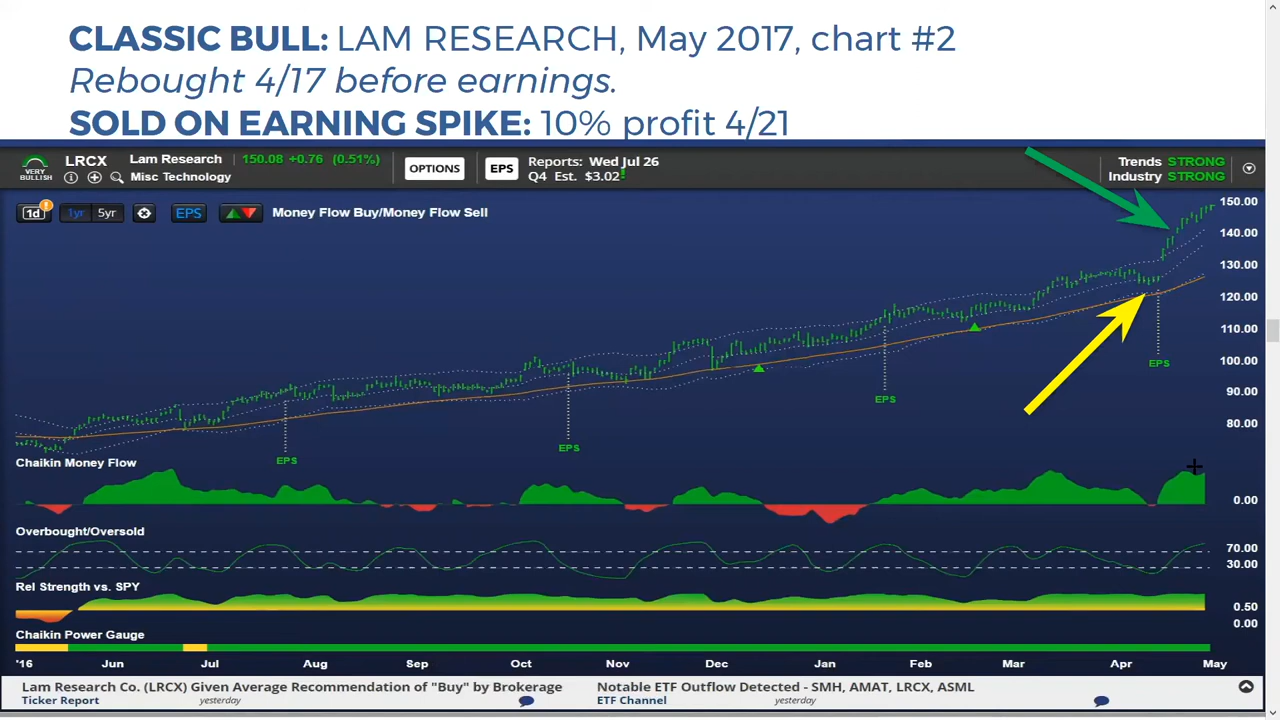 CLASSIC BULL: LAM RESEARCH, May 2017, chart #2
Rebought 4/17 before earnings.
SOLD ON EARNING SPIKE: 10% profit 4/21
VERY BULLISH
LRCX
Lam Research
150.08 +0.76 (0.51%)
Misc Technology
OPTIONS
EPS
Reports: Wed Jul 26
Q4 Est. $3.02
Trends STRONG
Industry STRONG
1d
1yr
5yr
EPS
Money Flow Buy/Money Flow Sell
150.00
140.00
130.00
120.00
110.00
100.00
90.00
80.00
EPS
EPS
EPS
EPS
Chaikin Money Flow
0.00
Overbought/Oversold
70.00
30.00
Rel Strength vs. SPY
0.50
0.00
Chaikin Power Gauge
'16 Jun Jul Aug Sep Oct Nov Dec Jan Feb Mar Apr May
Lam Research Co. (LRCX) Given Average Recommendation of "Buy" by Brokerage
Ticker Report yesterday
Notable ETF Outflow Detected - SMH, AMAT, LRCX, ASML
ETF Channel yesterday